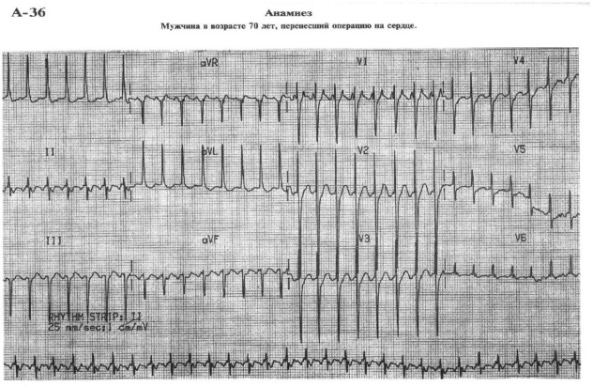 А-36
Анамнез
Мужчина в возрасте 70 лет, перенесший операцию на сердце.
aVR
V1
V4
II
aVL
V2
V5
III
aVF
V3
V6
RHYTHM STRIP: II
25 mm/sec;1 cm/mV